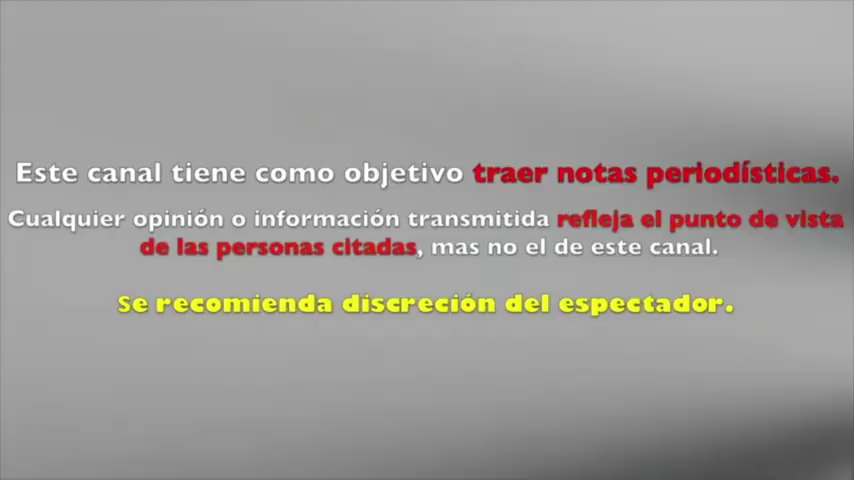 Este canal tiene como objetivo traer notas periodísticas.
Cualquier opinión o información transmitida refleja el punto de vista
de las personas citadas, mas no el de este canal.
Se recomienda discreción del espectador.